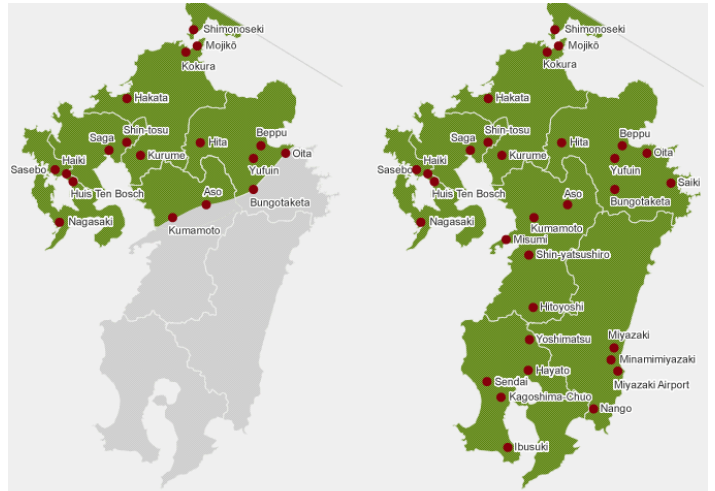 Shimonoseki
Mojikō
Kokura
Hakata
Shin-tosu
Saga
Kurume
Hita
Beppu
Oita
Yufuin
Sasebo
Haiki
Huis Ten Bosch
Bungotaketa
Aso
Nagasaki
Kumamoto
Shimonoseki
Mojikō
Kokura
Hakata
Shin-tosu
Saga
Kurume
Hita
Beppu
Oita
Yufuin
Sasebo
Haiki
Huis Ten Bosch
Saiki
Bungotaketa
Aso
Nagasaki
Kumamoto
Misumi
Shin-yatsushiro
Hitoyoshi
Yoshimatsu
Miyazaki
Minamimiyazaki
Hayato
Miyazaki Airport
Sendai
Kagoshima-Chuo
Nango
Ibusuki